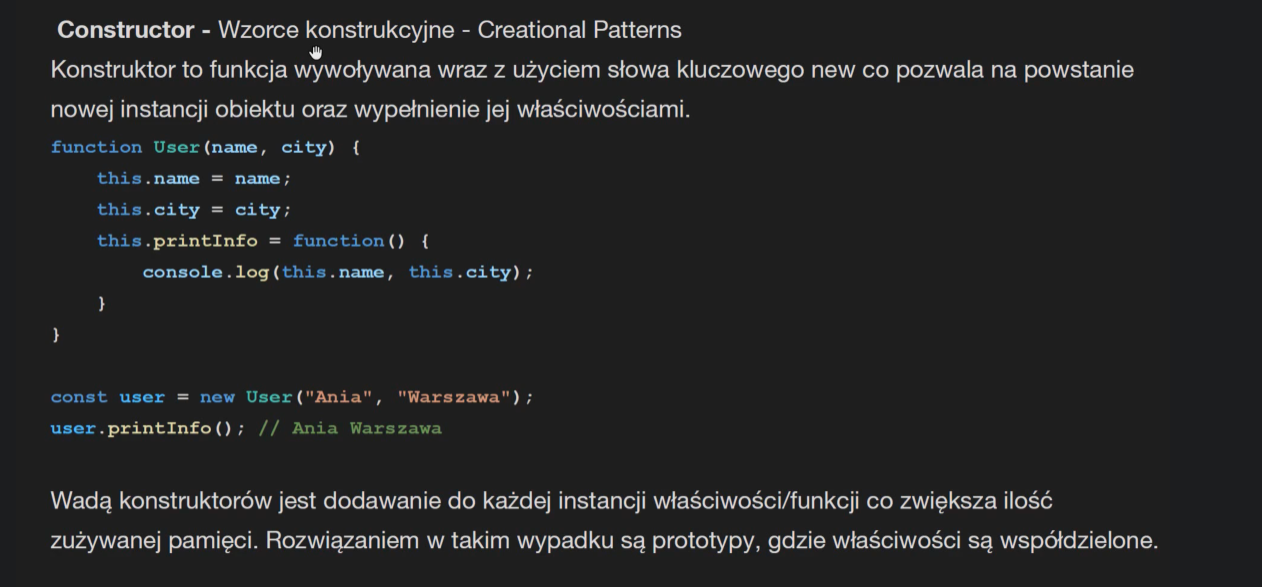 Constructor - Wzorce konstrukcyjne - Creational Patterns
Konstruktor to funkcja wywoływana wraz z użyciem słowa kluczowego new co pozwala na powstanie
nowej instancji obiektu oraz wypełnienie jej właściwościami.
function User(name, city) {
    this.name = name;
    this.city = city;
    this.printInfo = function() {
        console.log(this.name, this.city);
    }
}
const user = new User("Ania", "Warszawa");
user.printInfo(); // Ania Warszawa
Wadą konstruktorów jest dodawanie do każdej instancji właściwości/funkcji co zwiększa ilość
zużywanej pamięci. Rozwiązaniem w takim wypadku są prototypy, gdzie właściwości są współdzielone.